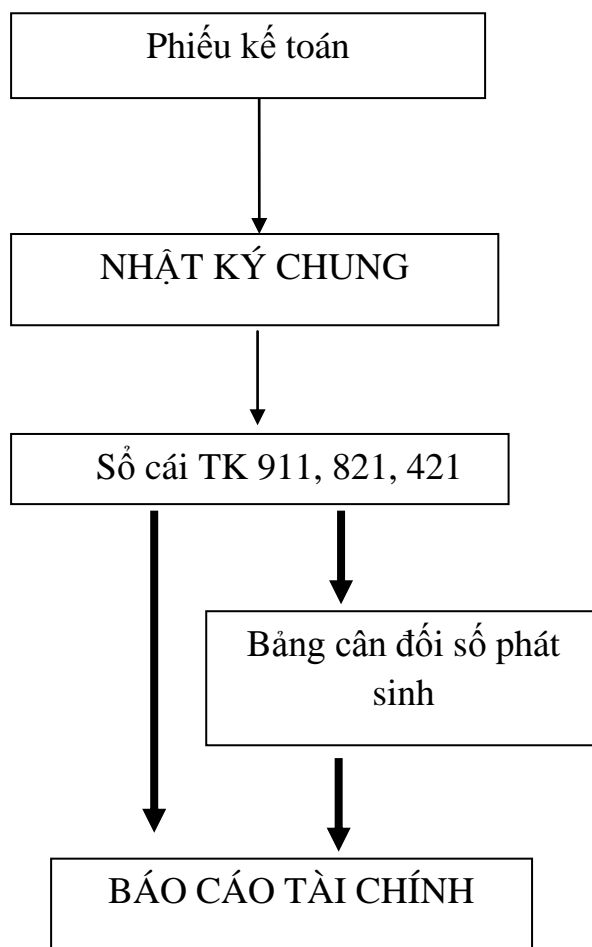 Phiếu kế toán
NHẬT KÝ CHUNG
Sổ cái TK 911, 821, 421
Bảng cân đối số phát
sinh
BÁO CÁO TÀI CHÍNH